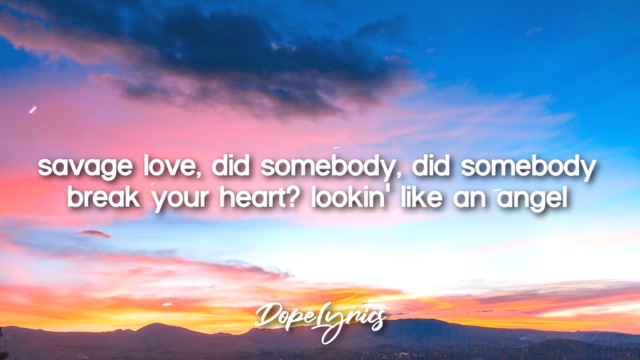 savage love, did somebody, did somebody
break your heart? lookin' like an angel
DopeLyrics